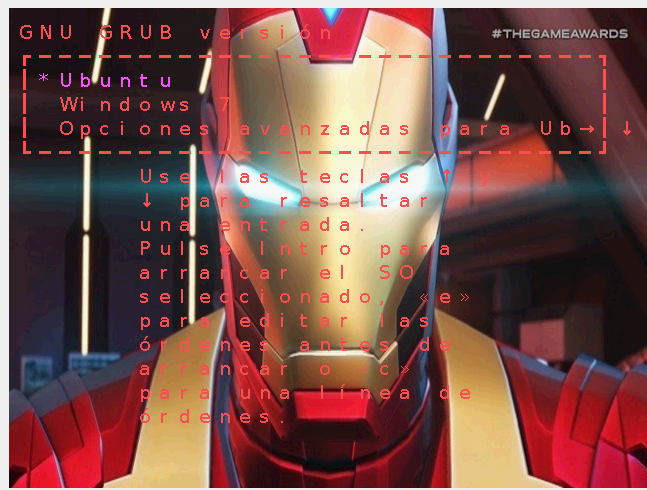 GNU GRUB versión
#THEGAMEAWARDS
*Ubuntu
Windows 7
Opciones avanzadas para Ub→ ↓
Use las teclas ↑ y
↓ para resaltar
una entrada.
Pulse Intro para
arrancar el SO
seleccionado, «e»
para editar las
órdenes antes de
arrancar o «c»
para una línea de
órdenes.